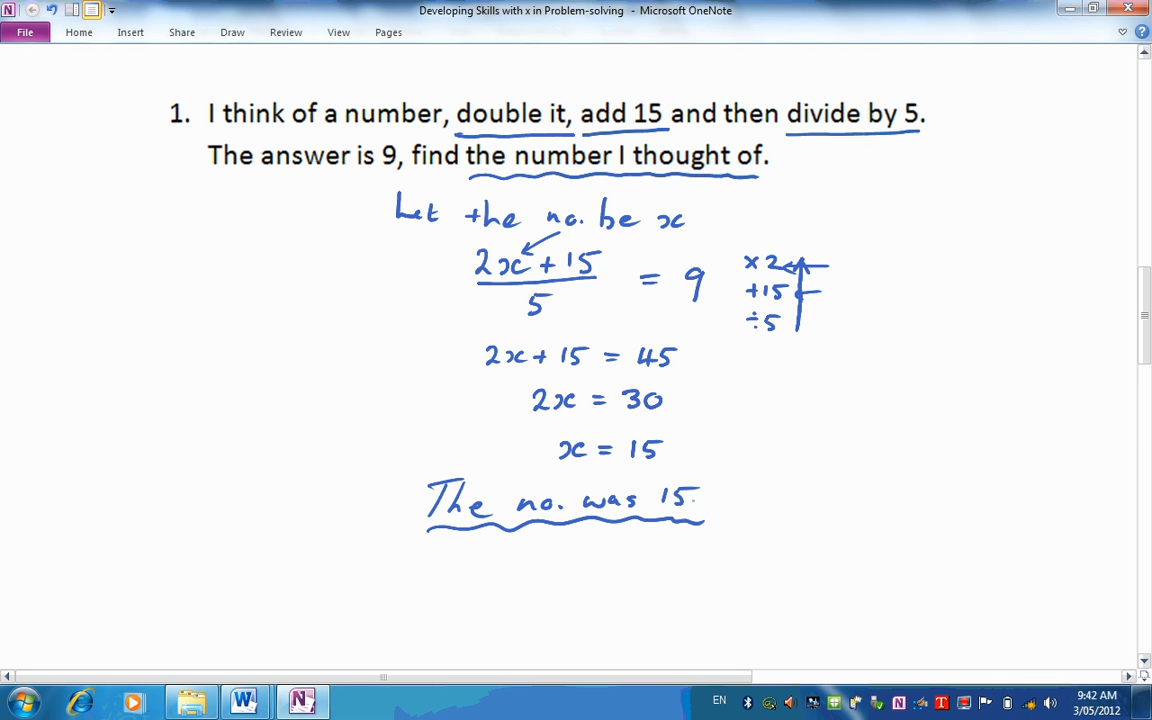 Developing Skills with x in Problem-solving - Microsoft OneNote
File Home Insert Share Draw Review View Pages
1. I think of a number, double it, add 15 and then divide by 5.
The answer is 9, find the number I thought of.
Let the no. be x
2x + 15
5
= 9
× 2
+15
÷5
2x + 15 = 45
2x = 30
x = 15
The no. was 15.
EN
9:42 AM
3/05/2012